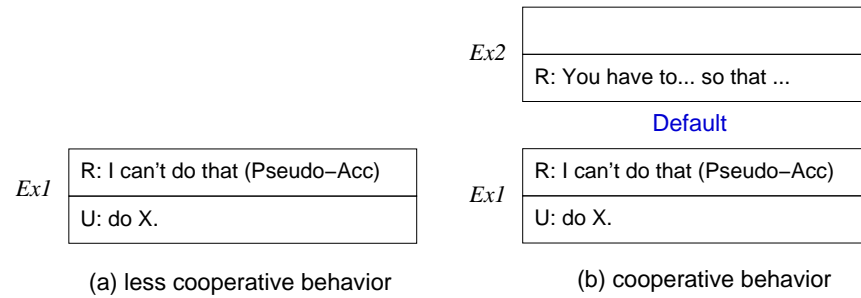 Ex1
R: I can't do that (Pseudo−Acc)
U: do X.
(a) less cooperative behavior
Ex2
R: You have to... so that ...
Default
Ex1
R: I can't do that (Pseudo−Acc)
U: do X.
(b) cooperative behavior